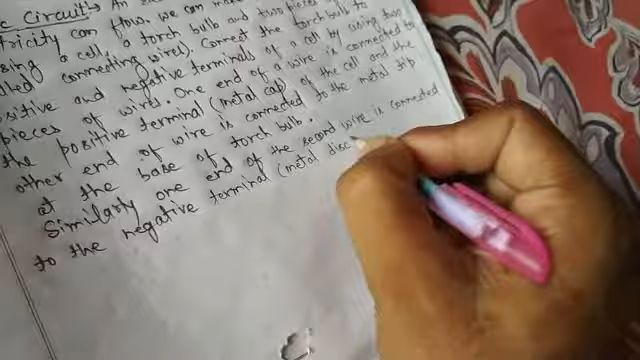 c Circuit :- An
tricity can flow. we can ma
sing a cell, a torch bulb and two pieces
lled connecting wires). Connect the torch bulb to
ositive and negative terminals of a cell by using two
pieces of wires. One end of a wire is connected to
the positive terminal (metal cap) of the cell and the
other end of wire is connected to the metal tip
at the base of torch bulb.
Similarly one end of the second wire is connected
to the negative terminal (metal disc